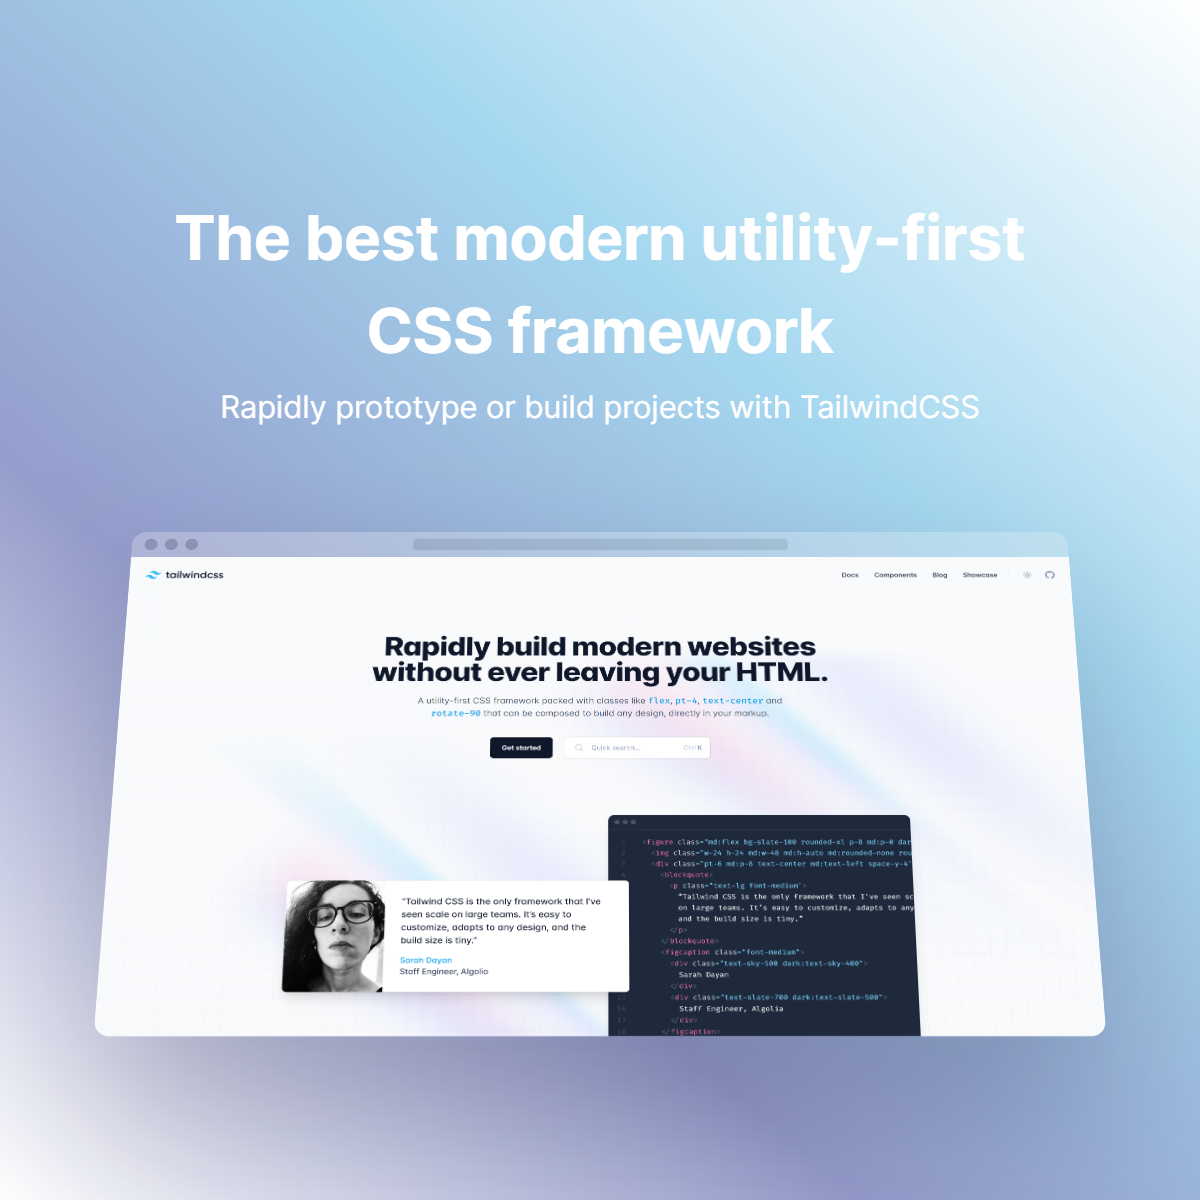 The best modern utility-first
CSS framework
Rapidly prototype or build projects with TailwindCSS
tailwindcss
Docs Components Blog Showcase
Rapidly build modern websites
without ever leaving your HTML.
A utility-first CSS framework packed with classes like flex, pt-4, text-center and
rotate-90 that can be composed to build any design, directly in your markup.
Get started Quick search... Ctrl K
"Tailwind CSS is the only framework that I've
seen scale on large teams. It's easy to
customize, adapts to any design, and the
build size is tiny."
Sarah Dayan
Staff Engineer, Algolia
1 <figure class="md:flex bg-slate-100 rounded-xl p-8 md:p-0 dar
2 <img class="w-24 h-24 md:w-48 md:h-auto md:rounded-none rou
3 <div class="pt-6 md:p-8 text-center md:text-left space-y-4"
<blockquote>
<p class="text-lg font-medium">
"Tailwind CSS is the only framework that I've seen sc
on large teams. It's easy to customize, adapts to any
and the build size is tiny."
</p>
</blockquote>
<figcaption class="font-medium">
<div class="text-sky-500 dark:text-sky-400">
Sarah Dayan
</div>
15 <div class="text-slate-700 dark:text-slate-500">
16 Staff Engineer, Algolia
17 </div>
18 </figcaption>